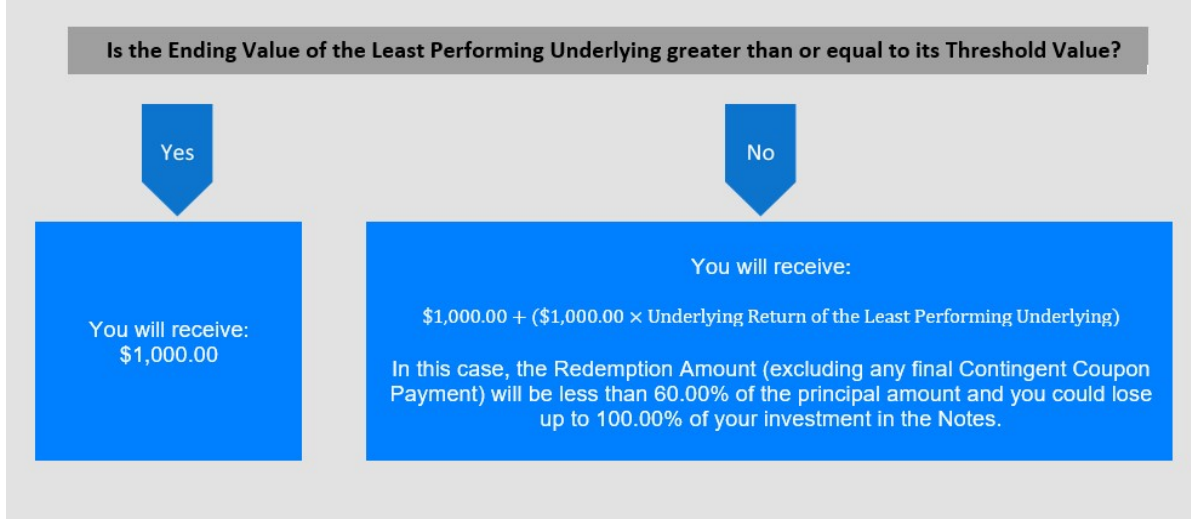 Is the Ending Value of the Least Performing Underlying greater than or equal to its Threshold Value?
Yes
No
You will receive:
$1,000.00
You will receive:
$1,000.00 + ($1,000.00 × Underlying Return of the Least Performing Underlying)
In this case, the Redemption Amount (excluding any final Contingent Coupon
Payment) will be less than 60.00% of the principal amount and you could lose
up to 100.00% of your investment in the Notes.